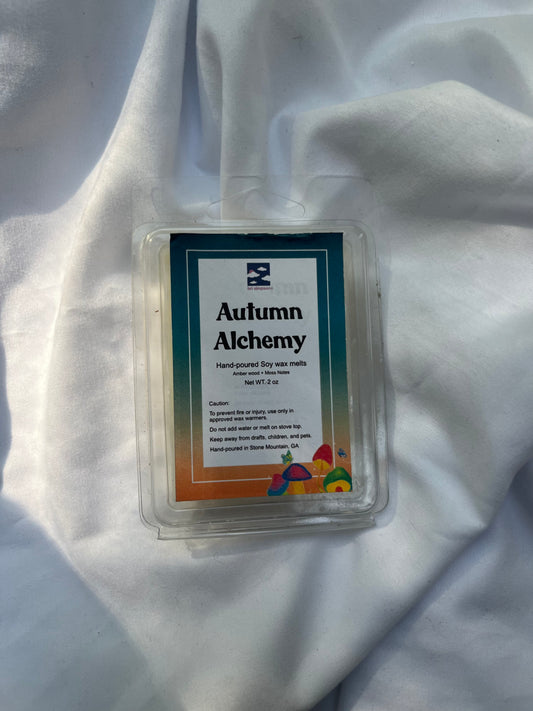 Autumn
Alchemy
Hand-poured Soy wax melts
Amber wood + Moss Notes
Net WT. 2 oz
Caution:
To prevent fire or injury, use only in
approved wax warmers.
Do not add water or melt on stove top.
Keep away from drafts, children, and pets.
Hand-poured in Stone Mountain, GA